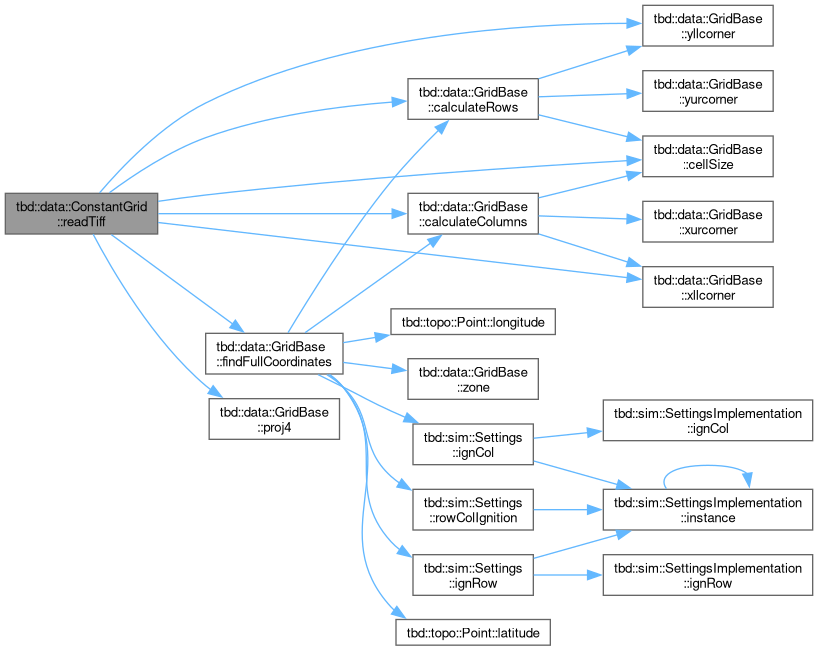 tbd::data::GridBase
::yllcorner
tbd::data::GridBase
::calculateRows
tbd::data::GridBase
::yurcorner
tbd::data::GridBase
::cellSize
tbd::data::ConstantGrid
::readTiff
tbd::data::GridBase
::calculateColumns
tbd::data::GridBase
::xurcorner
tbd::data::GridBase
::xllcorner
tbd::topo::Point::longitude
tbd::data::GridBase
::findFullCoordinates
tbd::data::GridBase
::zone
tbd::data::GridBase
::proj4
tbd::sim::Settings
::ignCol
tbd::sim::SettingsImplementation
::ignCol
tbd::sim::Settings
::rowColIgnition
tbd::sim::SettingsImplementation
::instance
tbd::sim::Settings
::ignRow
tbd::sim::SettingsImplementation
::ignRow
tbd::topo::Point::latitude